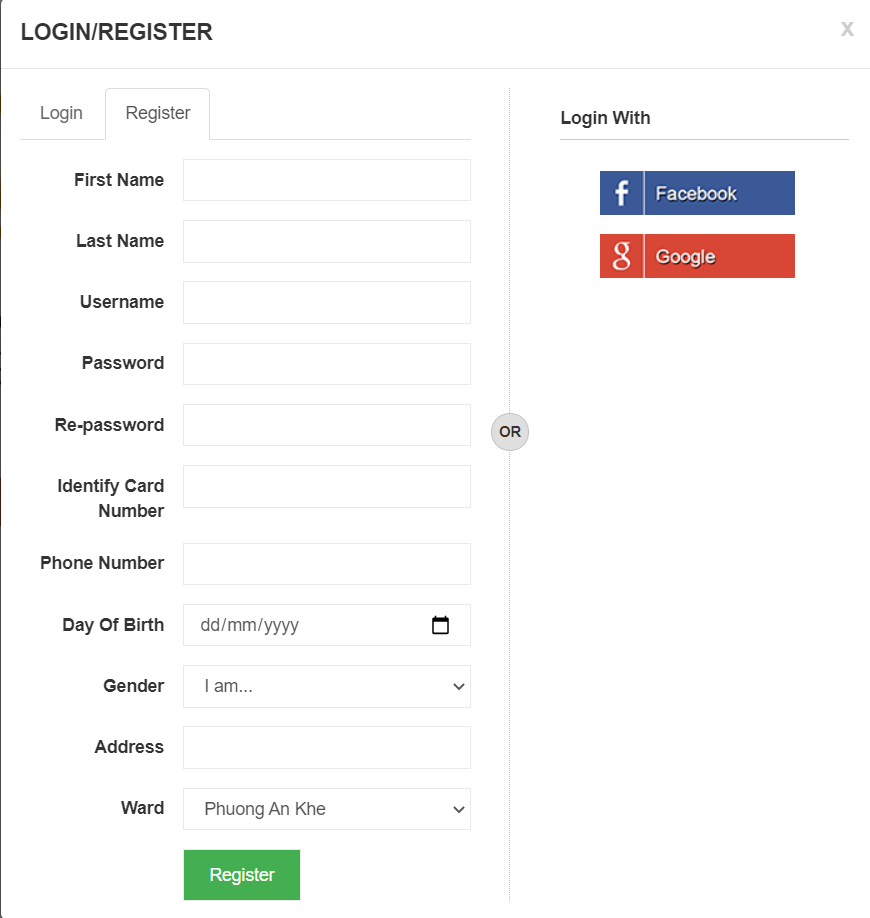 LOGIN/REGISTER
X
Login
Register
First Name
Last Name
Username
Password
Re-password
Identify Card
Number
Phone Number
Day Of Birth
dd/mm/yyyy
Gender
I am...
Address
Ward
Phuong An Khe
Register
OR
Login With
f
Facebook
g
Google